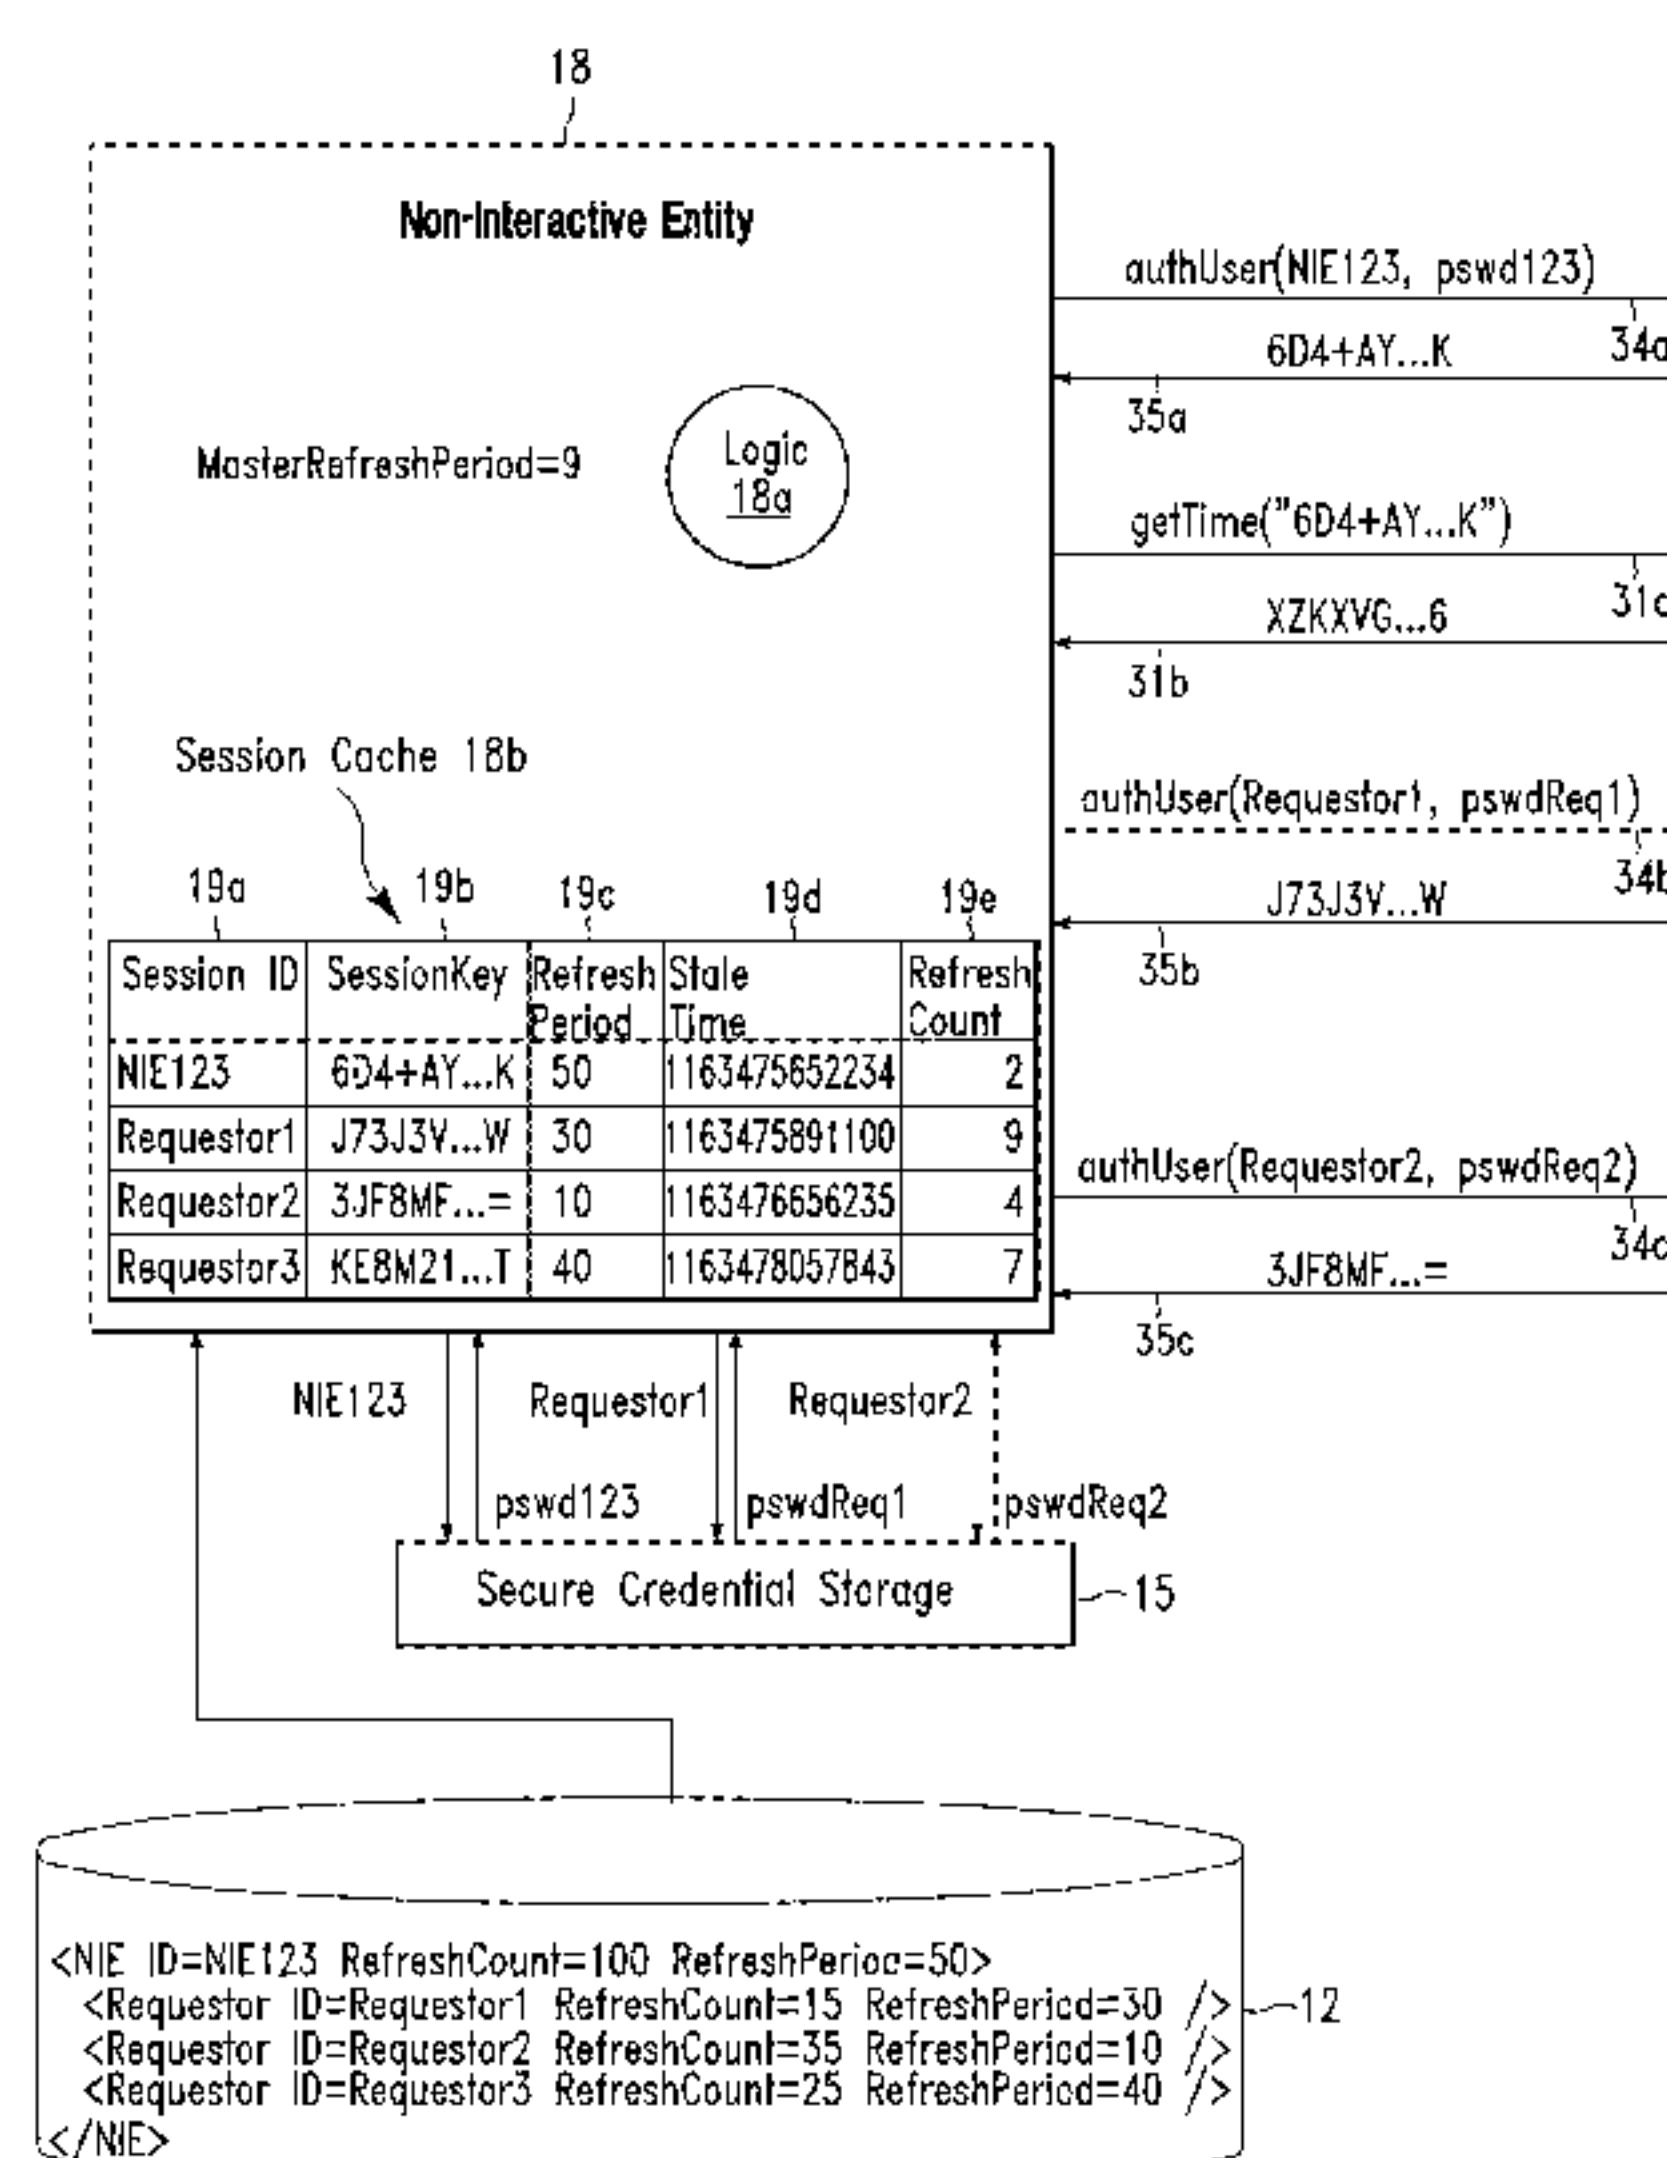 18
Non-Interactive Entity
authUser(NIE123, pswd123)
34a
6D4+AY...K
35a
MasterRefreshPeriod=9
Logic
18a
getTime("6D4+AY...K")
XZKXVG...6
31b
Session Cache 18b
authUser(Requestor1, pswdReq1)
34b
J73J3V...W
35b
19a 19b 19c 19d 19e
Session ID SessionKey Refresh Period Stale Time Refresh Count
NIE123 6D4+AY...K 50 1163475652234 2
Requestor1 J73J3V...W 30 1163475891100 9
Requestor2 3JF8MF...= 10 1163476656235 4
Requestor3 KE8M21...T 40 1163478057843 7
authUser(Requestor2, pswdReq2)
3JF8MF...=
35c
NIE123 Requestor1 Requestor2
pswd123 pswdReq1 pswdReq2
Secure Credential Storage
15
<NIE ID=NIE123 RefreshCount=100 RefreshPeriod=50>
<Requestor ID=Requestor1 RefreshCount=15 RefreshPeriod=30 />
12
<Requestor ID=Requestor2 RefreshCount=35 RefreshPeriod=10 />
<Requestor ID=Requestor3 RefreshCount=25 RefreshPeriod=40 />
</NIE>